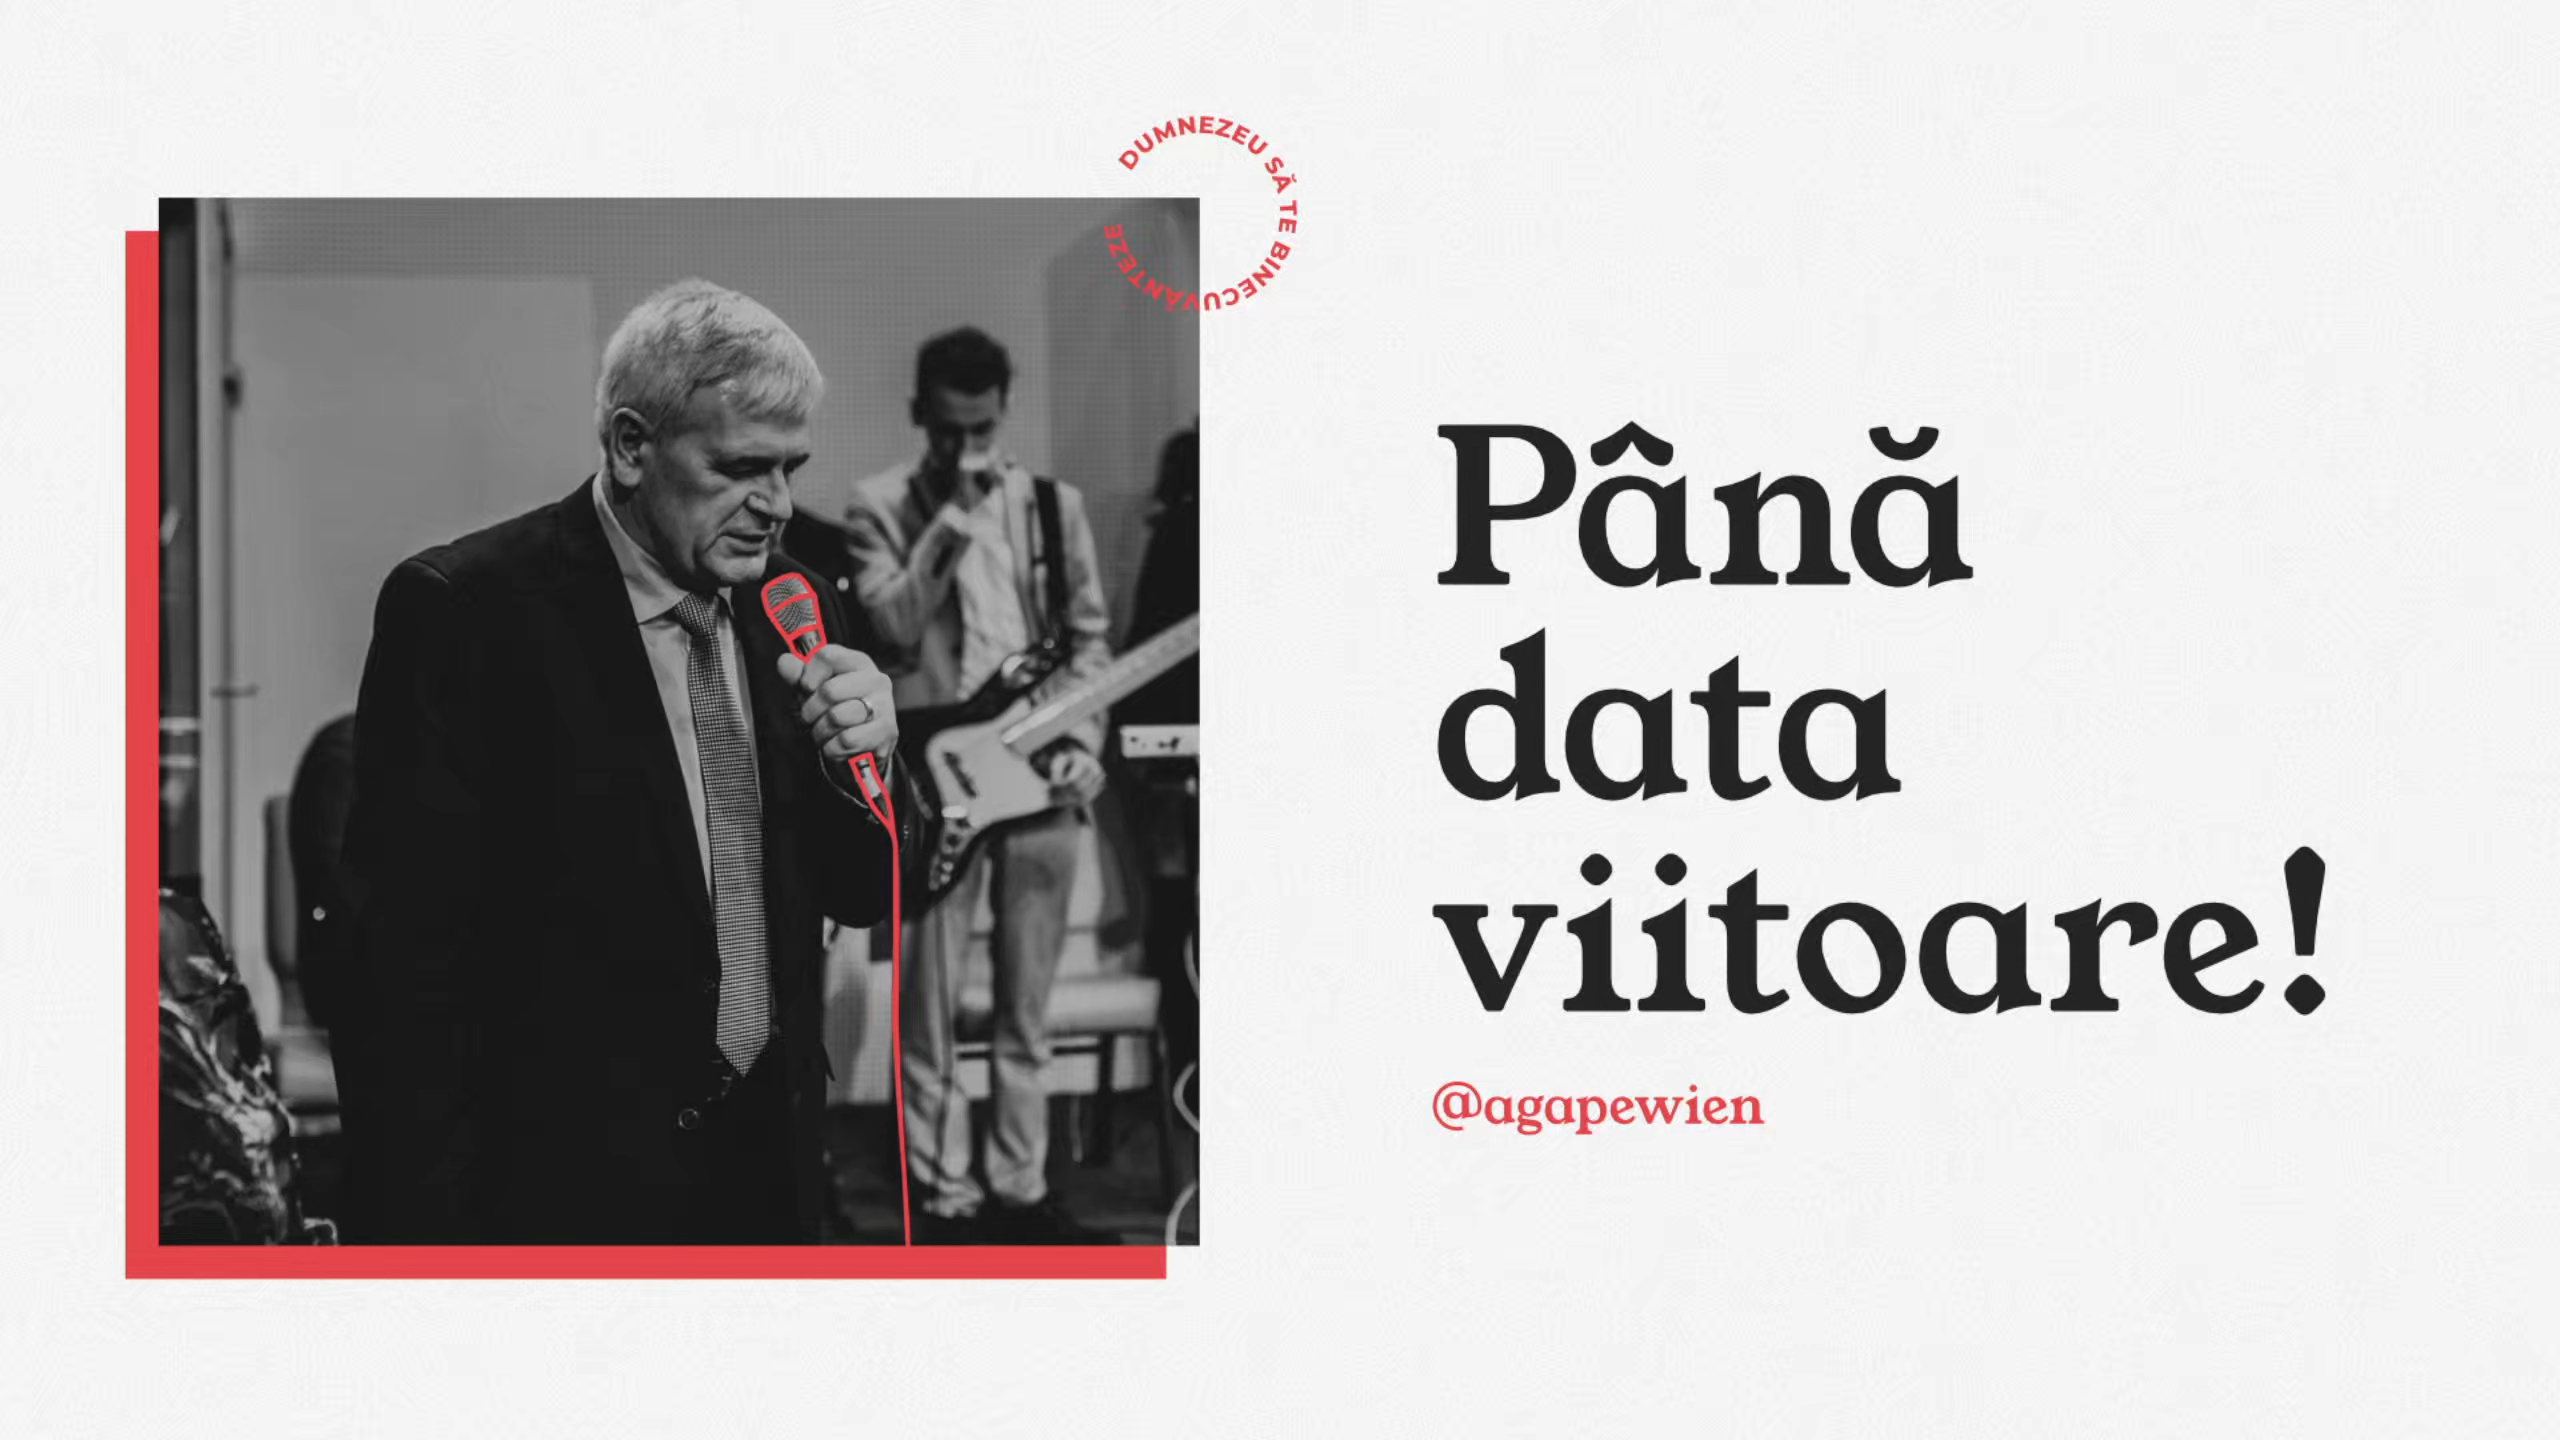 DUMNEZEU SĂ TE BINECUVÂNTEZE
Până
data
viitoare!
@agapewien